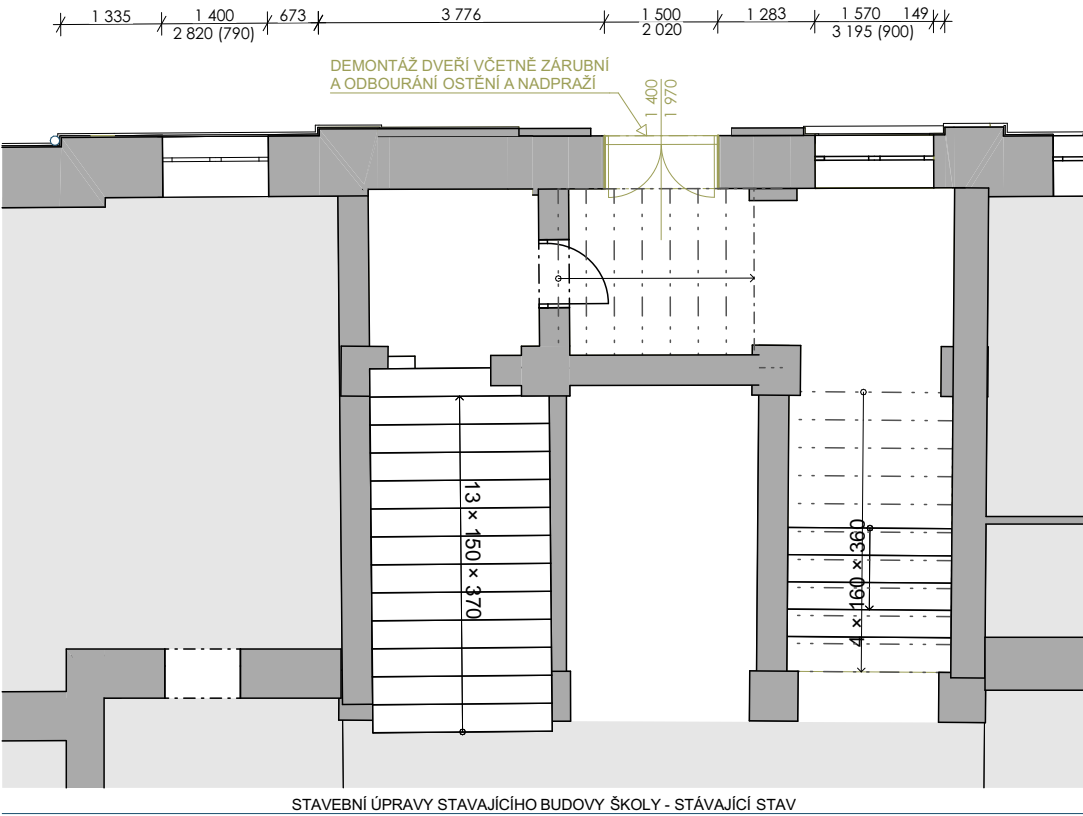 1 335 1 400 673 3 776 1 500 1 283 1 570 149
2 820 (790) 2 020 3 195 (900)
DEMONTÁŽ DVEŘÍ VČETNĚ ZÁRUBNÍ
A ODBOURÁNÍ OSTĚNÍ A NADPRAŽÍ
1 400
1 970
13 × 150 × 370
4 × 160 × 360
STAVEBNÍ ÚPRAVY STAVAJÍCÍHO BUDOVY ŠKOLY - STÁVAJÍCÍ STAV